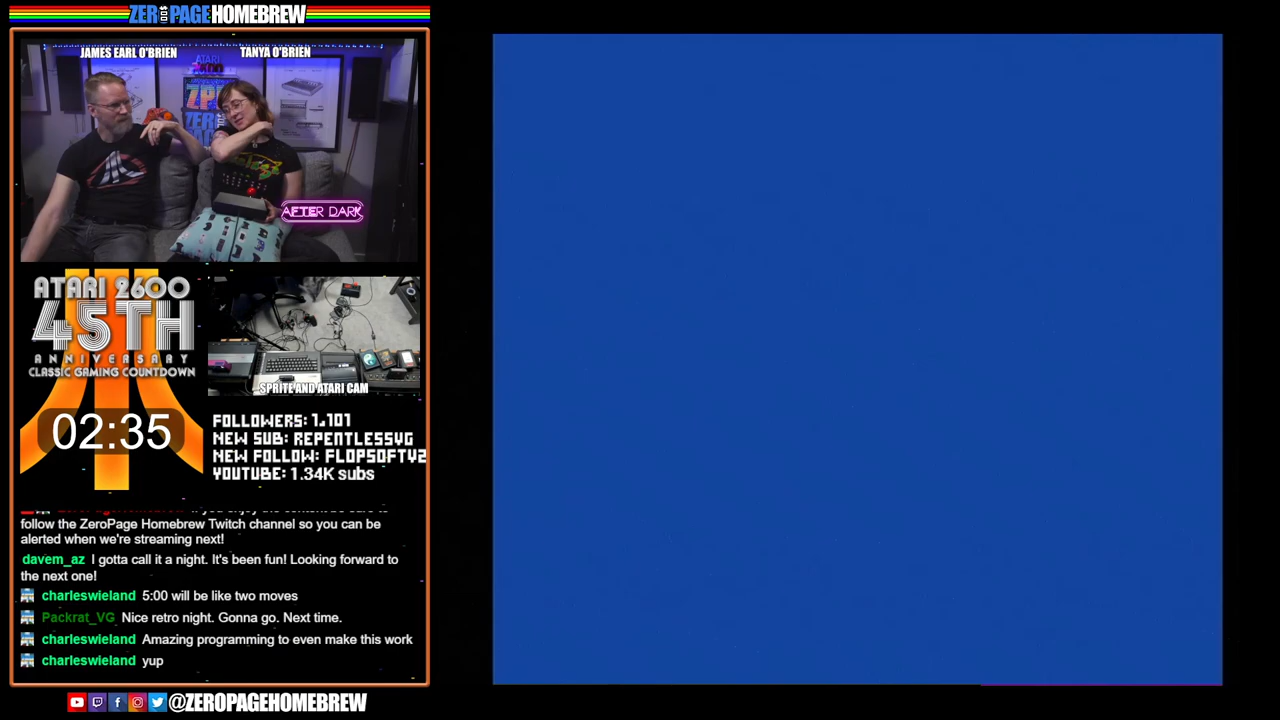 ZEROPAGE HOMEBREW
JAMES EARL O'BRIEN
TANYA O'BRIEN
ATARI
ZP
AFTER DARK
ATARI 2600
45TH
ANNIVERSARY
CLASSIC GAMING COUNTDOWN
02:35
SPRITE AND ATARI CAM
FOLLOWERS: 1,101
NEW SUB: REPENTLESSVG
NEW FOLLOW: FLOPSOFTV2
YOUTUBE: 1.34K subs
follow the ZeroPage Homebrew Twitch channel so you can be
alerted when we're streaming next!
davem_az I gotta call it a night. It's been fun! Looking forward to
the next one!
charleswieland 5:00 will be like two moves
Packrat_VG Nice retro night. Gonna go. Next time.
charleswieland Amazing programming to even make this work
charleswieland yup
@ZEROPAGEHOMEBREW